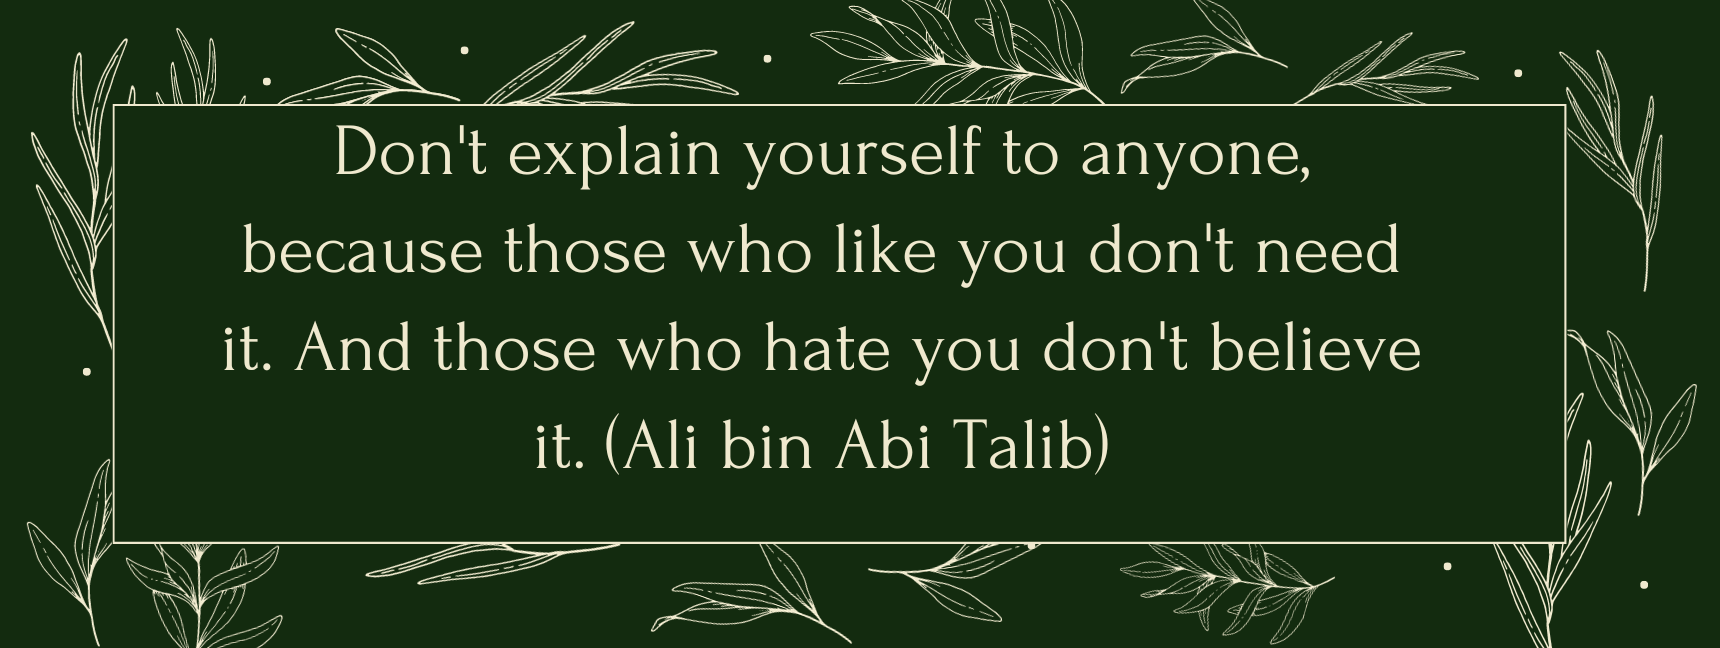 Don't explain yourself to anyone,
because those who like you don't need
it. And those who hate you don't believe
it. (Ali bin Abi Talib)